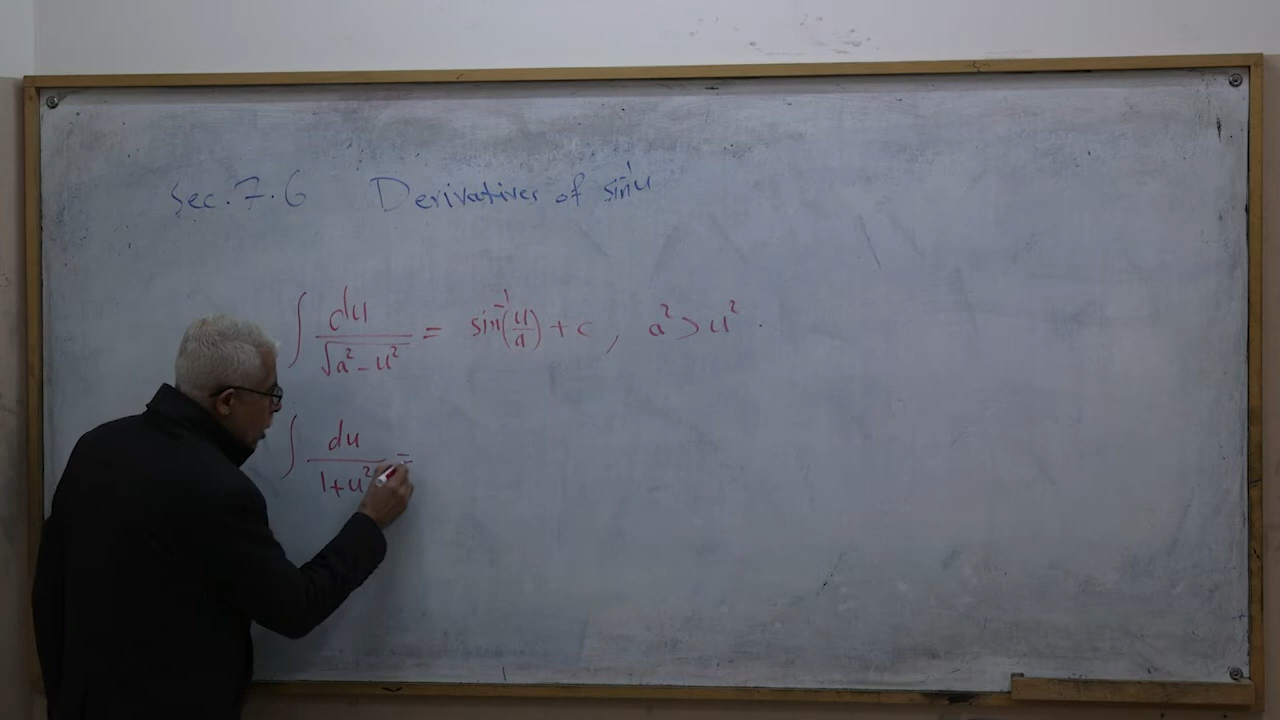 Sec. 7.6 Derivatives of sin⁻¹u
∫ du/√(a² - u²) = sin⁻¹(u/a) + c , a² > u² .
∫ du/(1+u²) =